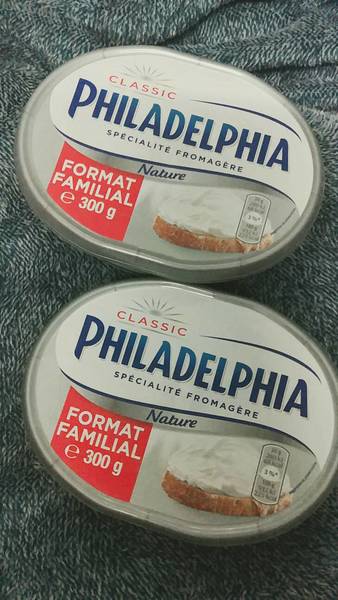 CLASSIC
PHILADELPHIA
SPÉCIALITÉ FROMAGÈRE
Nature
FORMAT
FAMILIAL
e 300 g
CLASSIC
PHILADELPHIA
SPÉCIALITÉ FROMAGÈRE
Nature
FORMAT
FAMILIAL
e 300 g